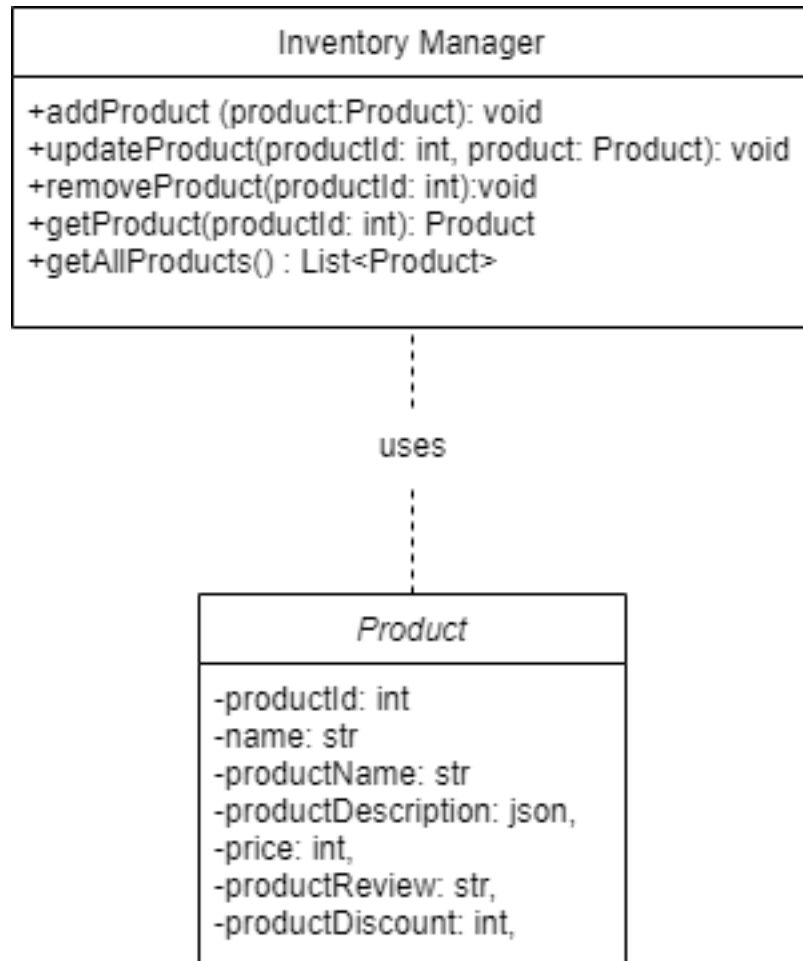 Inventory Manager
+addProduct (product:Product): void
+updateProduct(productId: int, product: Product): void
+removeProduct(productId: int):void
+getProduct(productId: int): Product
+getAllProducts() : List<Product>
uses
Product
-productId: int
-name: str
-productName: str
-productDescription: json,
-price: int,
-productReview: str,
-productDiscount: int,